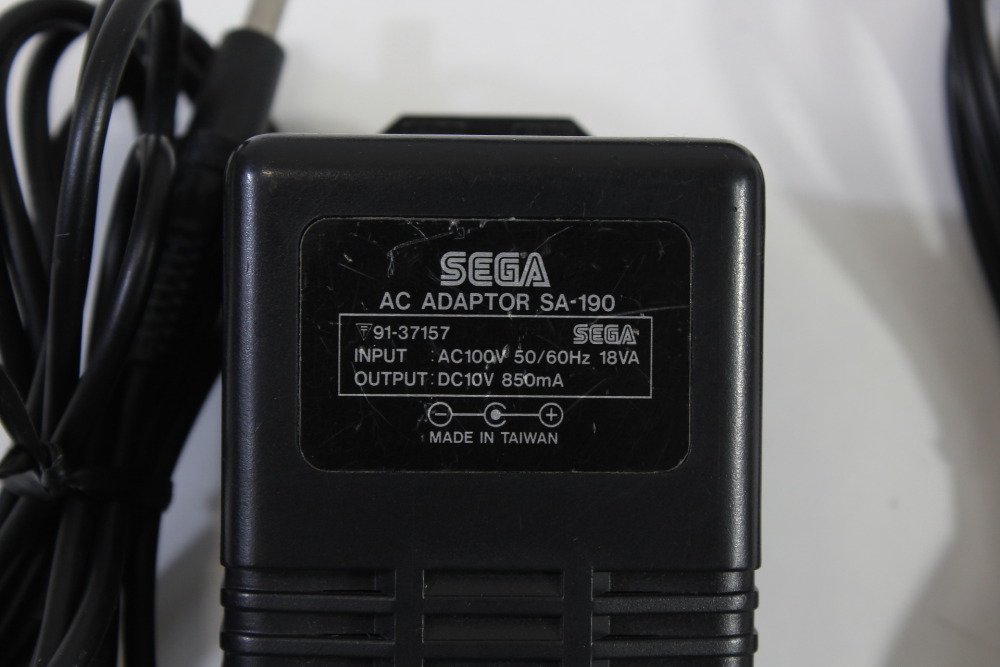 SEGA
AC ADAPTOR SA-190
91-37157 SEGA
INPUT : AC100V 50/60Hz 18VA
OUTPUT : DC10V 850mA
MADE IN TAIWAN